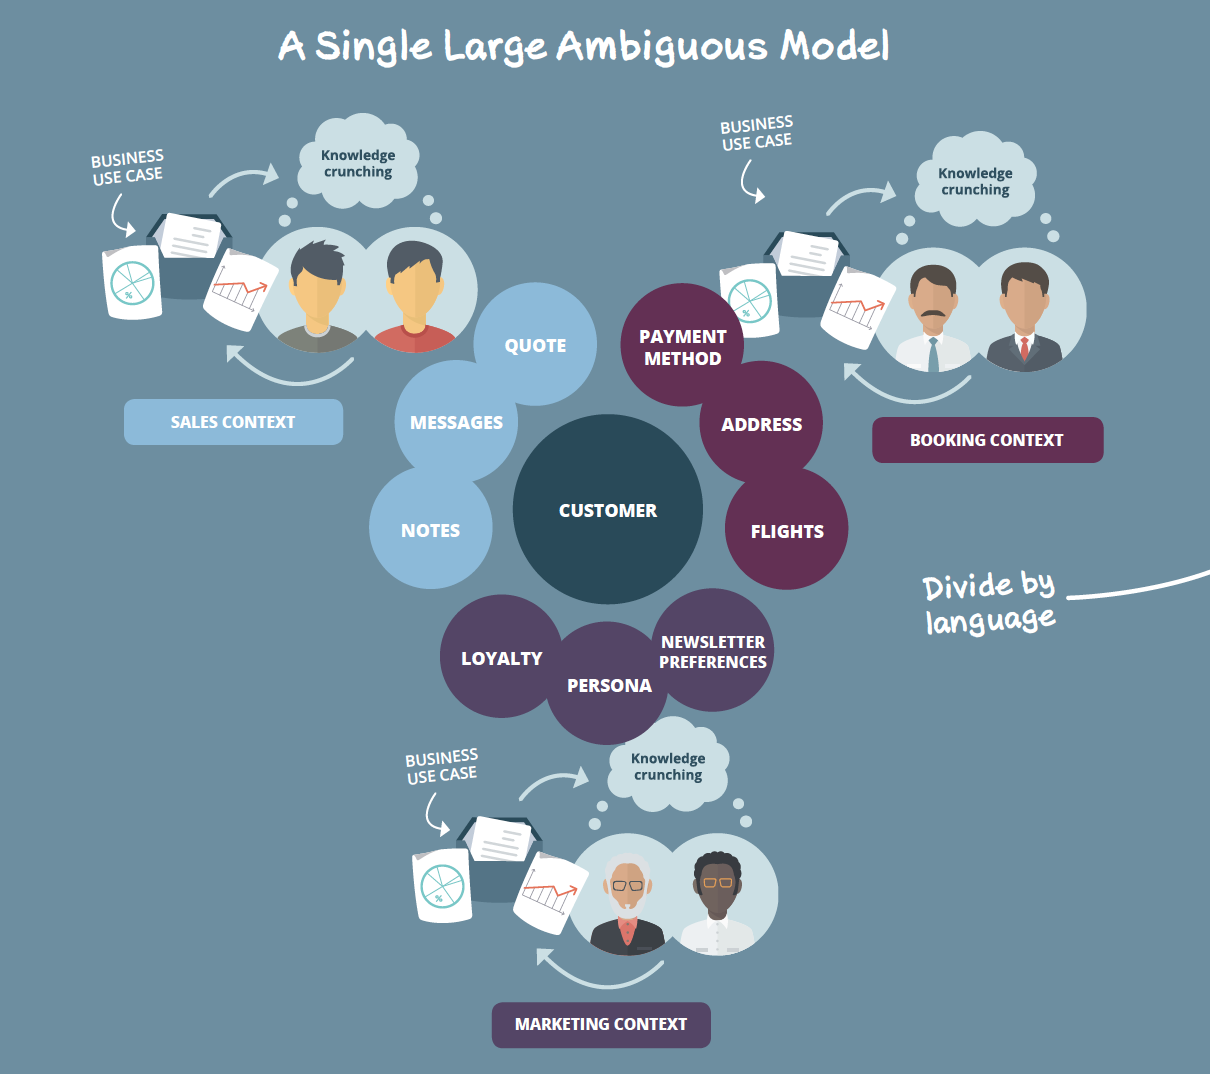 A Single Large Ambiguous Model
BUSINESS
USE CASE
Knowledge
crunching
%
SALES CONTEXT
BUSINESS
USE CASE
Knowledge
crunching
%
BOOKING CONTEXT
QUOTE
MESSAGES
NOTES
PAYMENT
METHOD
ADDRESS
FLIGHTS
CUSTOMER
LOYALTY
PERSONA
NEWSLETTER
PREFERENCES
Divide by
language
BUSINESS
USE CASE
Knowledge
crunching
%
MARKETING CONTEXT